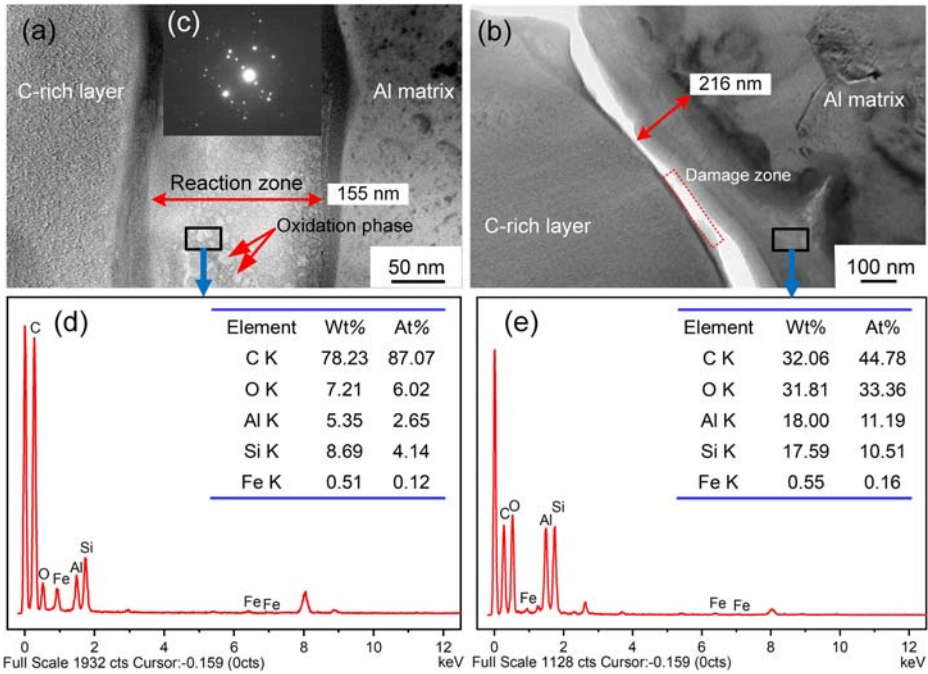 (a)
(c)
C-rich layer
Al matrix
Reaction zone
155 nm
Oxidation phase
50 nm
(b)
216 nm
Al matrix
Damage zone
C-rich layer
100 nm
(d)
Element Wt% At%
C K 78.23 87.07
O K 7.21 6.02
Al K 5.35 2.65
Si K 8.69 4.14
Fe K 0.51 0.12
C
O
Fe
Al
Si
Fe
Fe
0 2 4 6 8 10 12
Full Scale 1932 cts Cursor:-0.159 (0cts) keV
(e)
Element Wt% At%
C K 32.06 44.78
O K 31.81 33.36
Al K 18.00 11.19
Si K 17.59 10.51
Fe K 0.55 0.16
C
O
Fe
Al
Si
Fe
Fe
0 2 4 6 8 10 12
Full Scale 1128 cts Cursor:-0.159 (0cts) keV